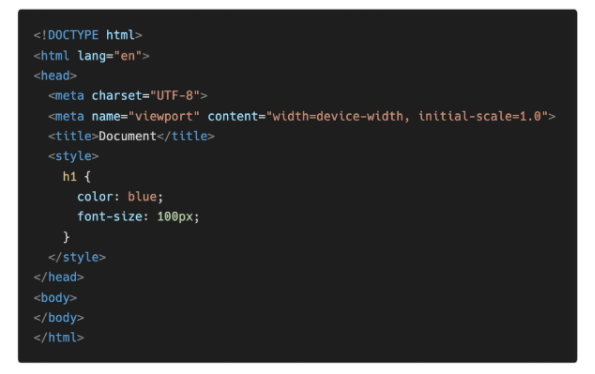 <!DOCTYPE html>
<html lang="en">
<head>
  <meta charset="UTF-8">
  <meta name="viewport" content="width=device-width, initial-scale=1.0">
  <title>Document</title>
  <style>
    h1 {
      color: blue;
      font-size: 100px;
    }
  </style>
</head>
<body>
</body>
</html>